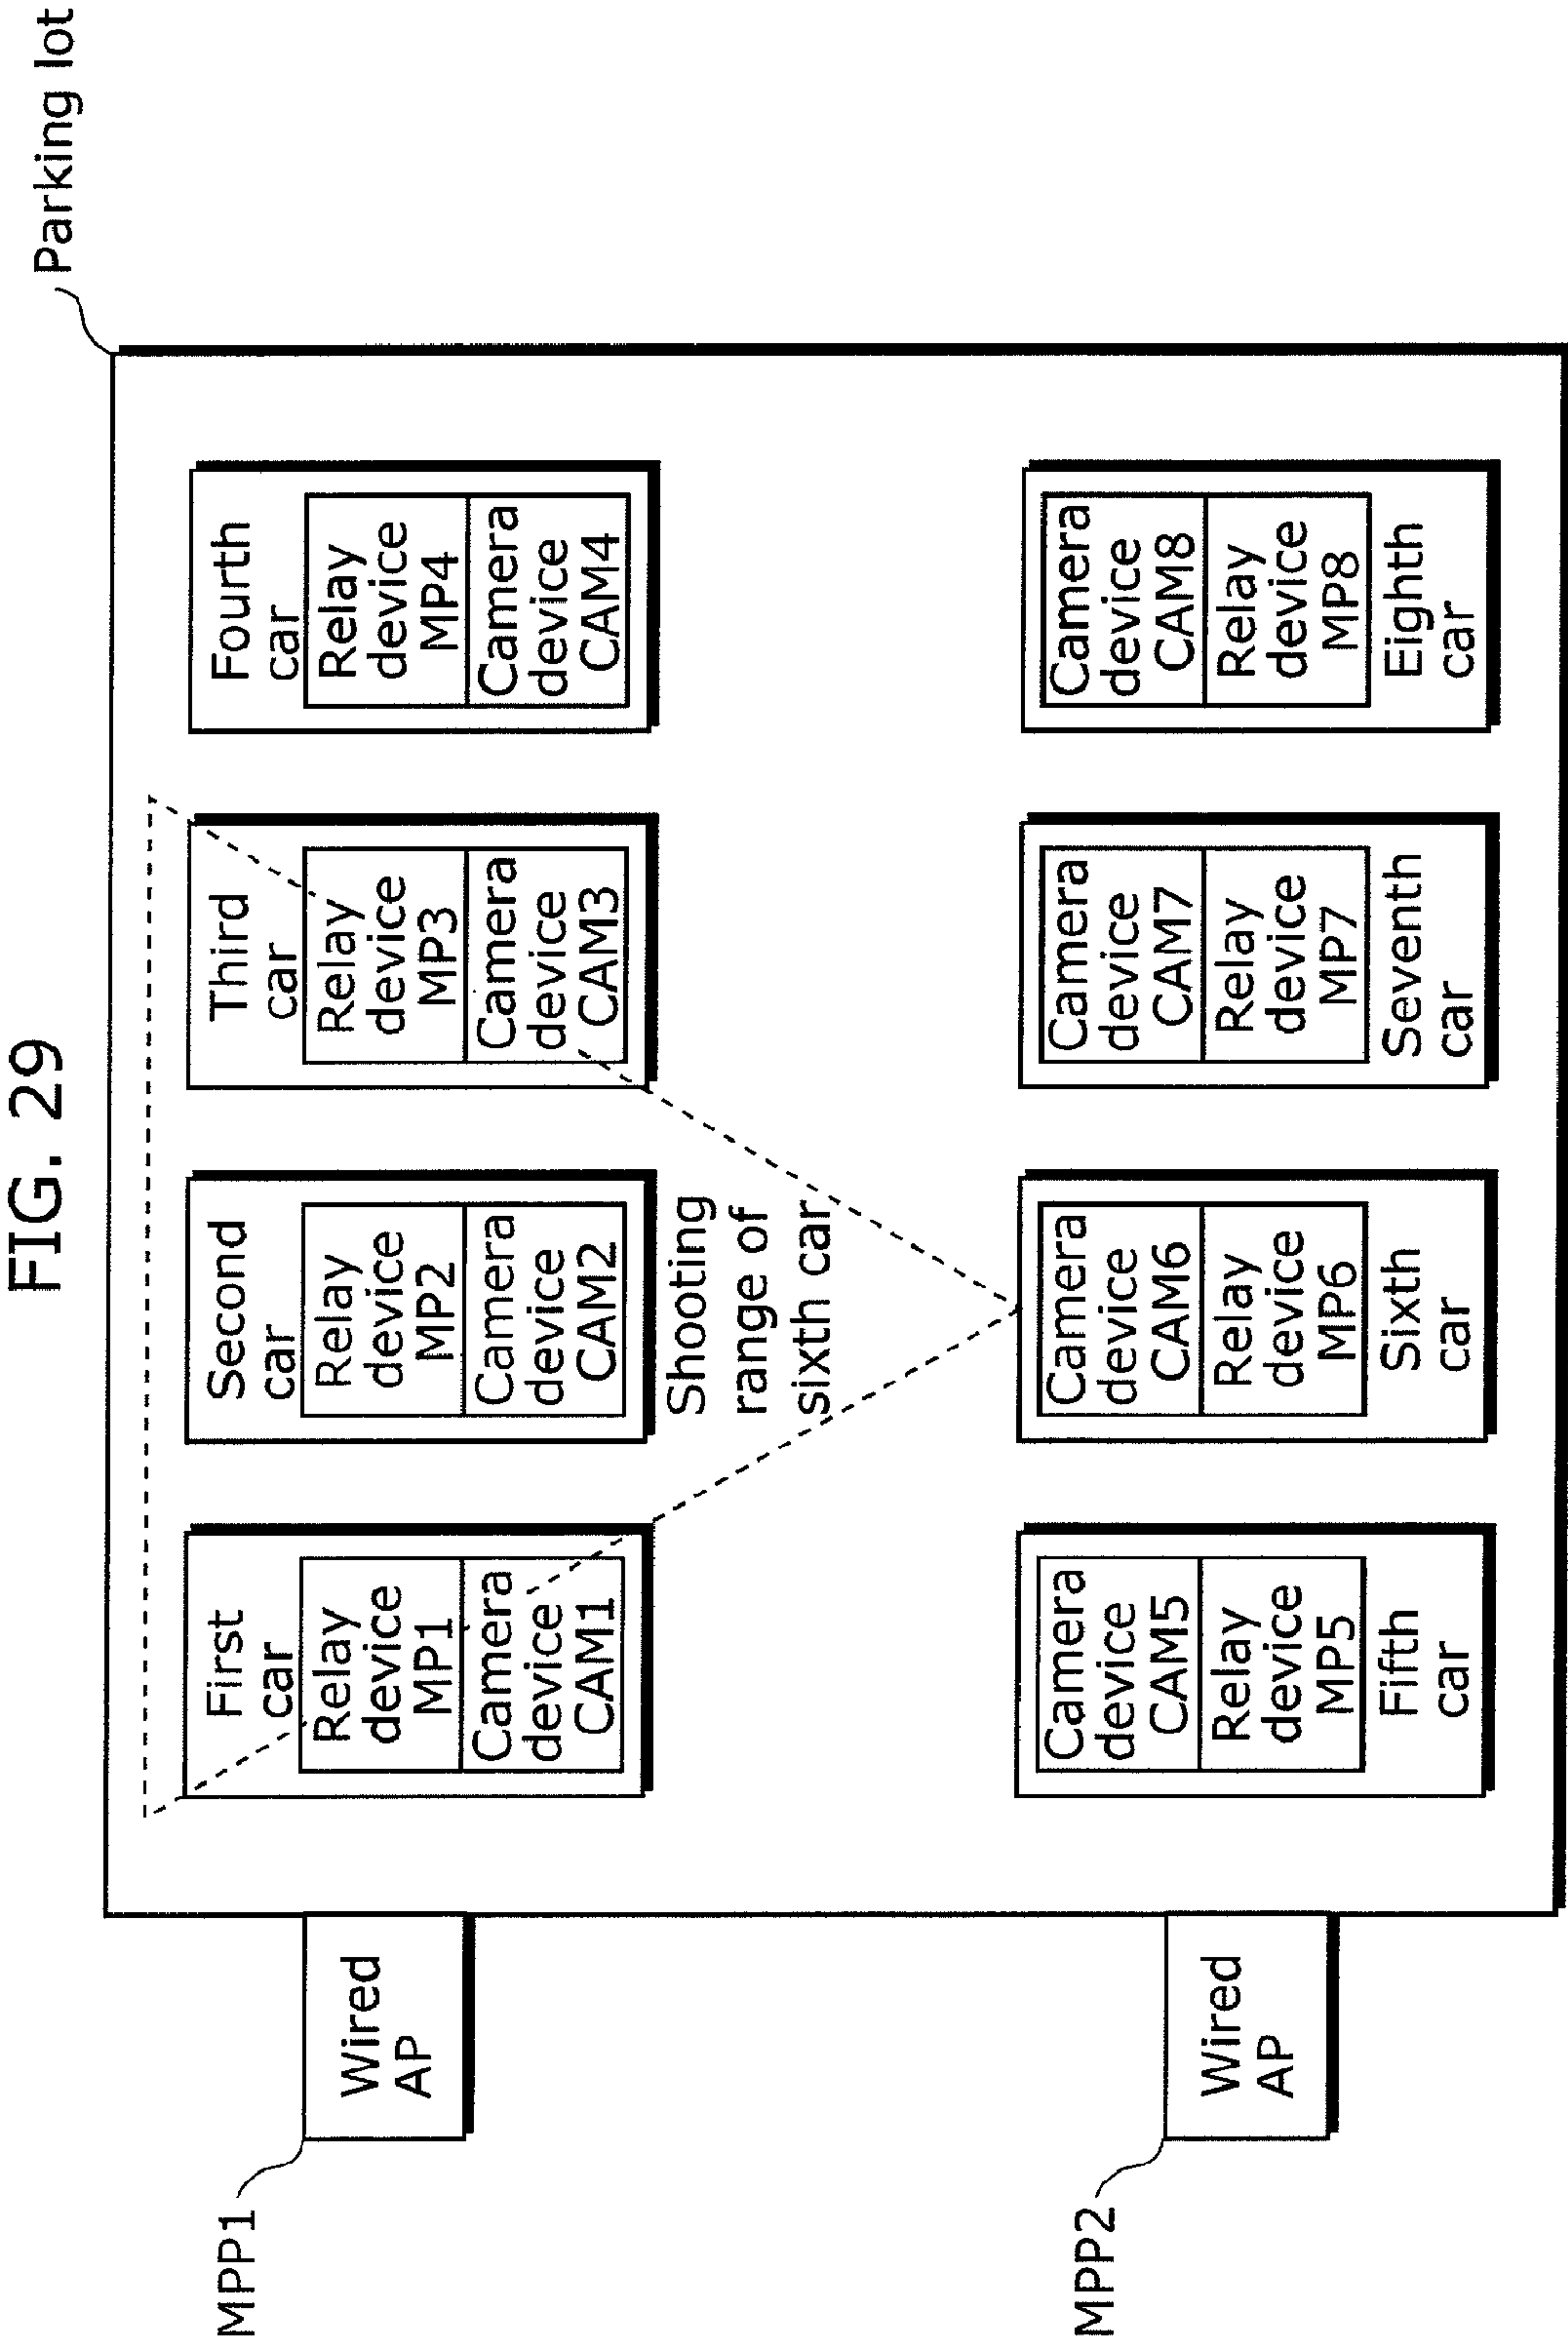 FIG. 29
Parking lot
MPP1
Wired
AP
First
car
Relay
device
MP1
Camera
device
CAM1
Second
car
Relay
device
MP2
Camera
device
CAM2
Third
car
Relay
device
MP3
Camera
device
CAM3
Fourth
car
Relay
device
MP4
Camera
device
CAM4
Shooting
range of
sixth car
MPP2
Wired
AP
Camera
device
CAM5
Relay
device
MP5
Fifth
car
Camera
device
CAM6
Relay
device
MP6
Sixth
car
Camera
device
CAM7
Relay
device
MP7
Seventh
car
Camera
device
CAM8
Relay
device
MP8
Eighth
car